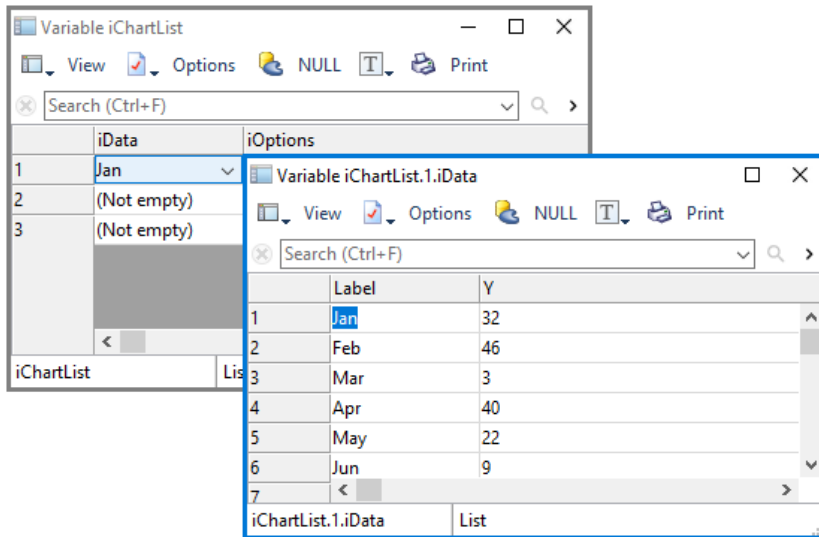 Variable iChartList
View Options NULL T Print
Search (Ctrl+F)
iData iOptions
1 Jan
2 (Not empty)
3 (Not empty)
iChartList Lis
Variable iChartList.1.iData
View Options NULL T Print
Search (Ctrl+F)
Label Y
1 Jan 32
2 Feb 46
3 Mar 3
4 Apr 40
5 May 22
6 Jun 9
7
iChartList.1.iData List